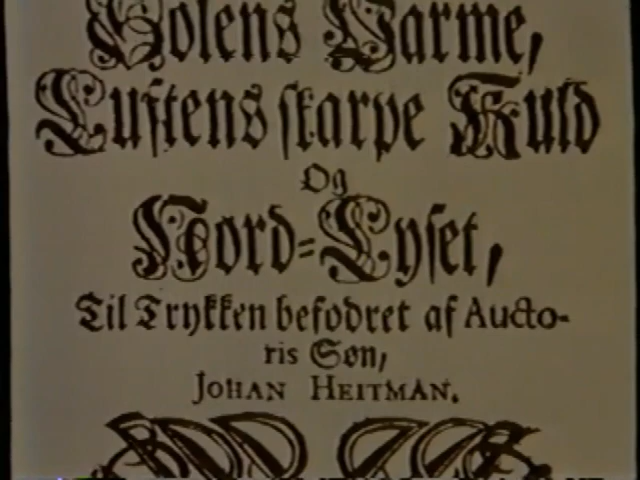 Solens Varme,
Luftens skarpe Kuld
Og
Nord=Lyset,
Til Trykken befodret af Aucto-
ris Søn,
JOHAN HEITMAN.